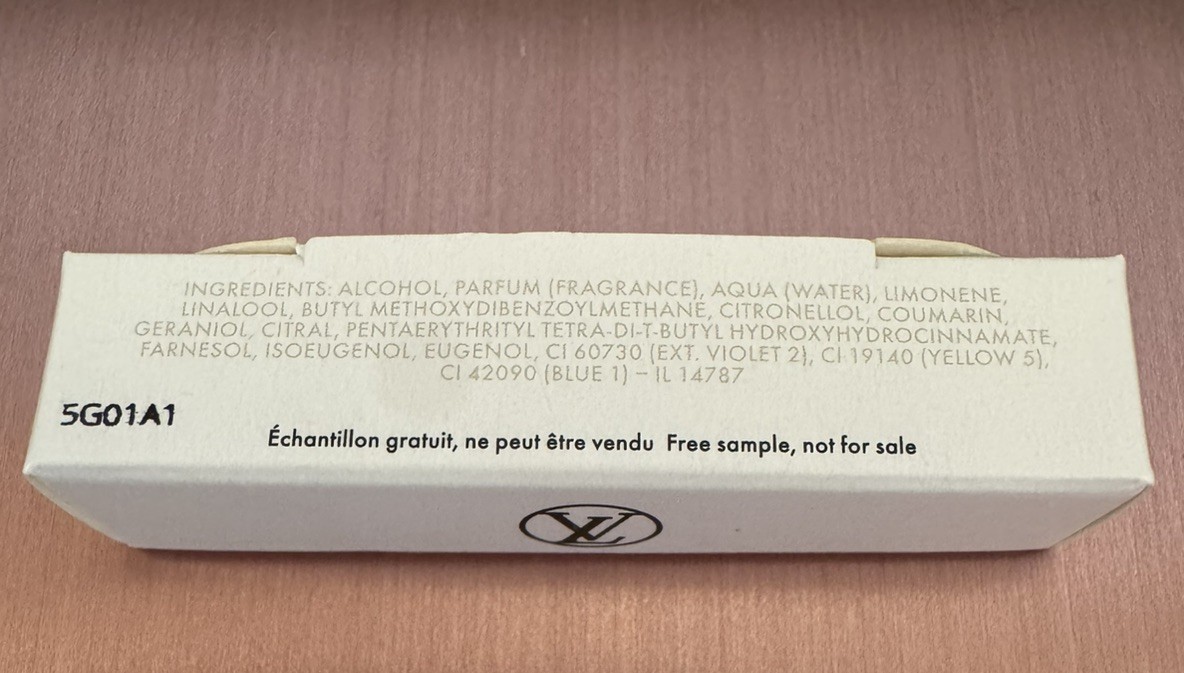 INGREDIENTS: ALCOHOL, PARFUM (FRAGRANCE), AQUA (WATER), LIMONENE,
LINALOOL, BUTYL METHOXYDIBENZOYLMETHANE, CITRONELLOL, COUMARIN,
GERANIOL, CITRAL, PENTAERYTHRITYL TETRA-DI-T-BUTYL HYDROXYHYDROCINNAMATE,
FARNESOL, ISOEUGENOL, EUGENOL, CI 60730 (EXT. VIOLET 2), CI 19140 (YELLOW 5),
CI 42090 (BLUE 1) – IL 14787
5G01A1
Échantillon gratuit, ne peut être vendu Free sample, not for sale
LV